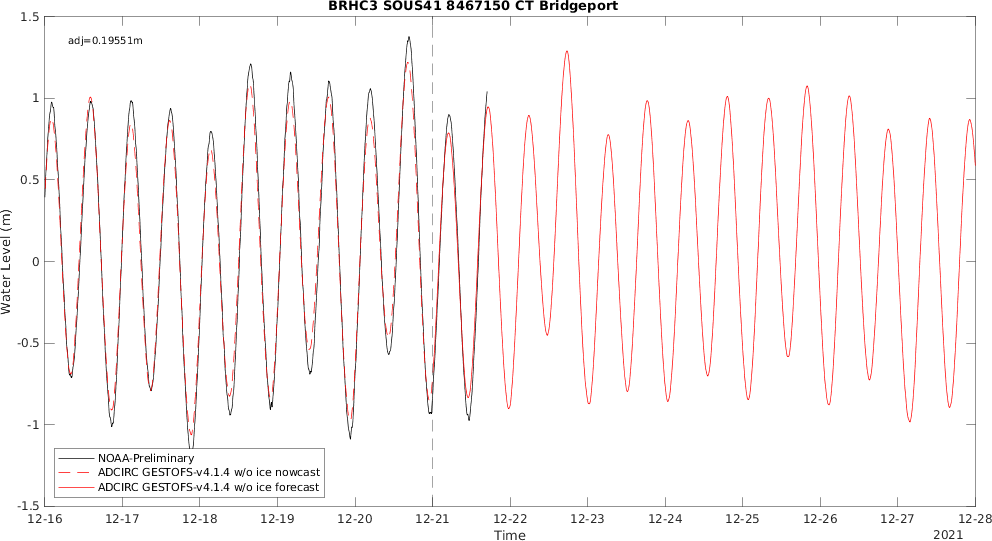 BRHC3 SOUS41 8467150 CT Bridgeport
adj=0.19551m
1.5
1
0.5
0
-0.5
-1
-1.5
Water Level (m)
NOAA-Preliminary
ADCIRC GESTOFS-v4.1.4 w/o ice nowcast
ADCIRC GESTOFS-v4.1.4 w/o ice forecast
12-16 12-17 12-18 12-19 12-20 12-21 12-22 12-23 12-24 12-25 12-26 12-27 12-28
Time
2021